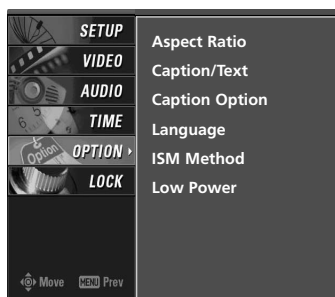 SETUP
VIDEO
AUDIO
TIME
OPTION
LOCK
Move MENU Prev
Aspect Ratio
Caption/Text
Caption Option
Language
ISM Method
Low Power